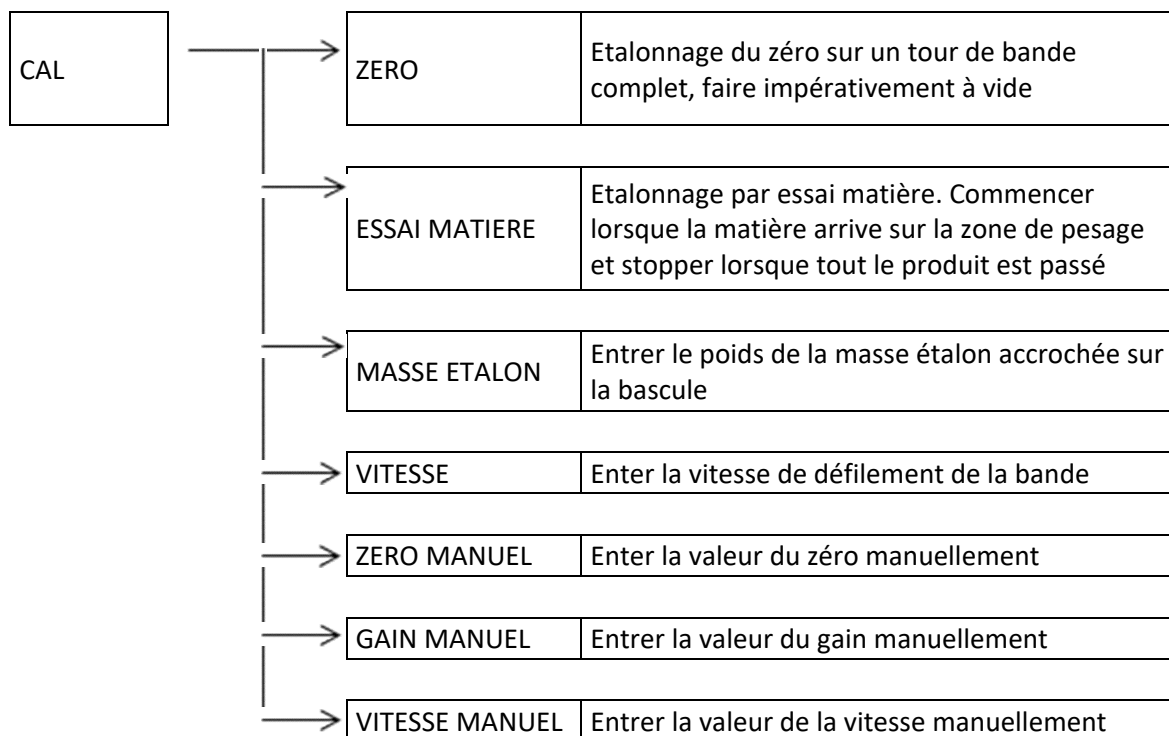 CAL
ZERO
Etalonnage du zéro sur un tour de bande
complet, faire impérativement à vide
ESSAI MATIERE
Etalonnage par essai matière. Commencer
lorsque la matière arrive sur la zone de pesage
et stopper lorsque tout le produit est passé
MASSE ETALON
Entrer le poids de la masse étalon accrochée sur
la bascule
VITESSE
Enter la vitesse de défilement de la bande
ZERO MANUEL
Enter la valeur du zéro manuellement
GAIN MANUEL
Entrer la valeur du gain manuellement
VITESSE MANUEL
Entrer la valeur de la vitesse manuellement